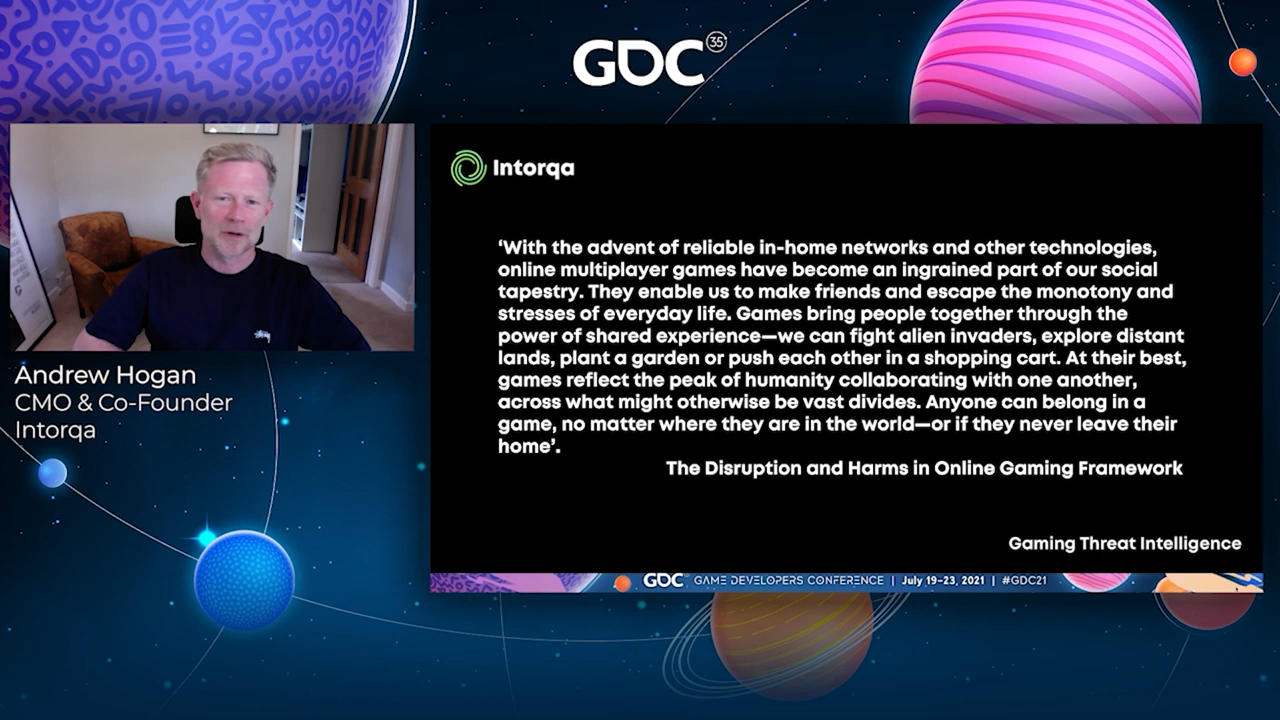 GDC 35
Intorqa
‘With the advent of reliable in-home networks and other technologies,
online multiplayer games have become an ingrained part of our social
tapestry. They enable us to make friends and escape the monotony and
stresses of everyday life. Games bring people together through the
power of shared experience—we can fight alien invaders, explore distant
lands, plant a garden or push each other in a shopping cart. At their best,
games reflect the peak of humanity collaborating with one another,
across what might otherwise be vast divides. Anyone can belong in a
game, no matter where they are in the world—or if they never leave their
home’.
The Disruption and Harms in Online Gaming Framework
Gaming Threat Intelligence
Andrew Hogan
CMO & Co-Founder
Intorqa
GDC GAME DEVELOPERS CONFERENCE | July 19-23, 2021 | #GDC21